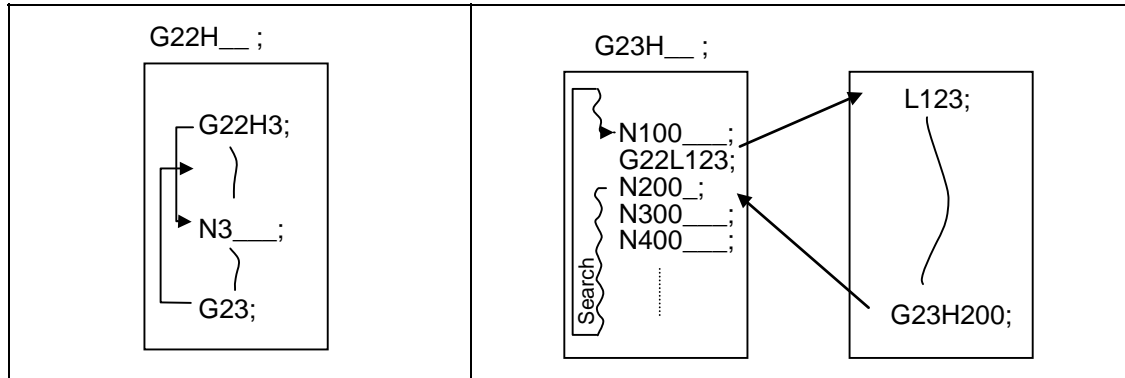 G22H__ ;
G22H3;
N3___;
G23;
G23H__ ;
N100___;
G22L123;
N200_;
N300___;
N400___;
Search
L123;
G23H200;